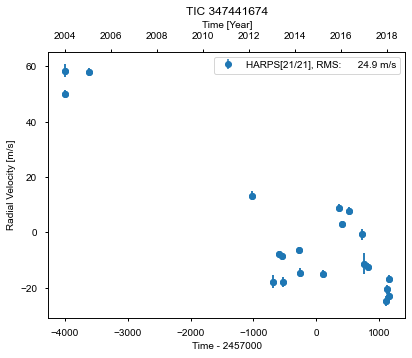 TIC 347441674
Time [Year]
2004 2006 2008 2010 2012 2014 2016 2018
HARPS[21/21], RMS: 24.9 m/s
60
40
20
0
−20
Radial Velocity [m/s]
−4000 −3000 −2000 −1000 0 1000
Time - 2457000